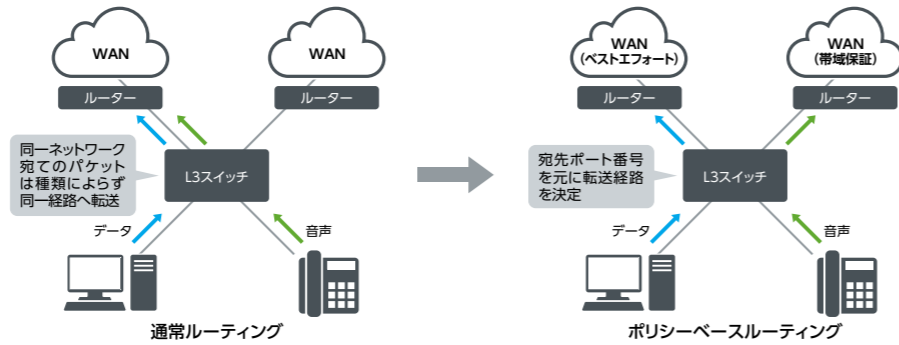 WAN
WAN
ルーター
ルーター
同一ネットワーク
宛てのパケット
は種類によらず
同一経路へ転送
L3スイッチ
データ
音声
通常ルーティング
WAN
(ベストエフォート)
WAN
(帯域保証)
ルーター
ルーター
宛先ポート番号
を元に転送経路
を決定
L3スイッチ
データ
音声
ポリシーベースルーティング